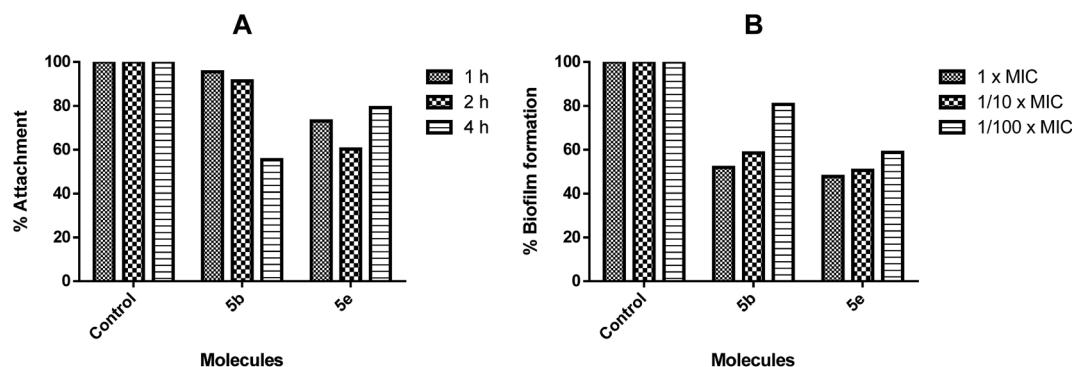 A
100
80
60
40
20
0
% Attachment
Control
5b
5e
Molecules
1 h
2 h
4 h
B
100
80
60
40
20
0
% Biofilm formation
Control
5b
5e
Molecules
1 x MIC
1/10 x MIC
1/100 x MIC